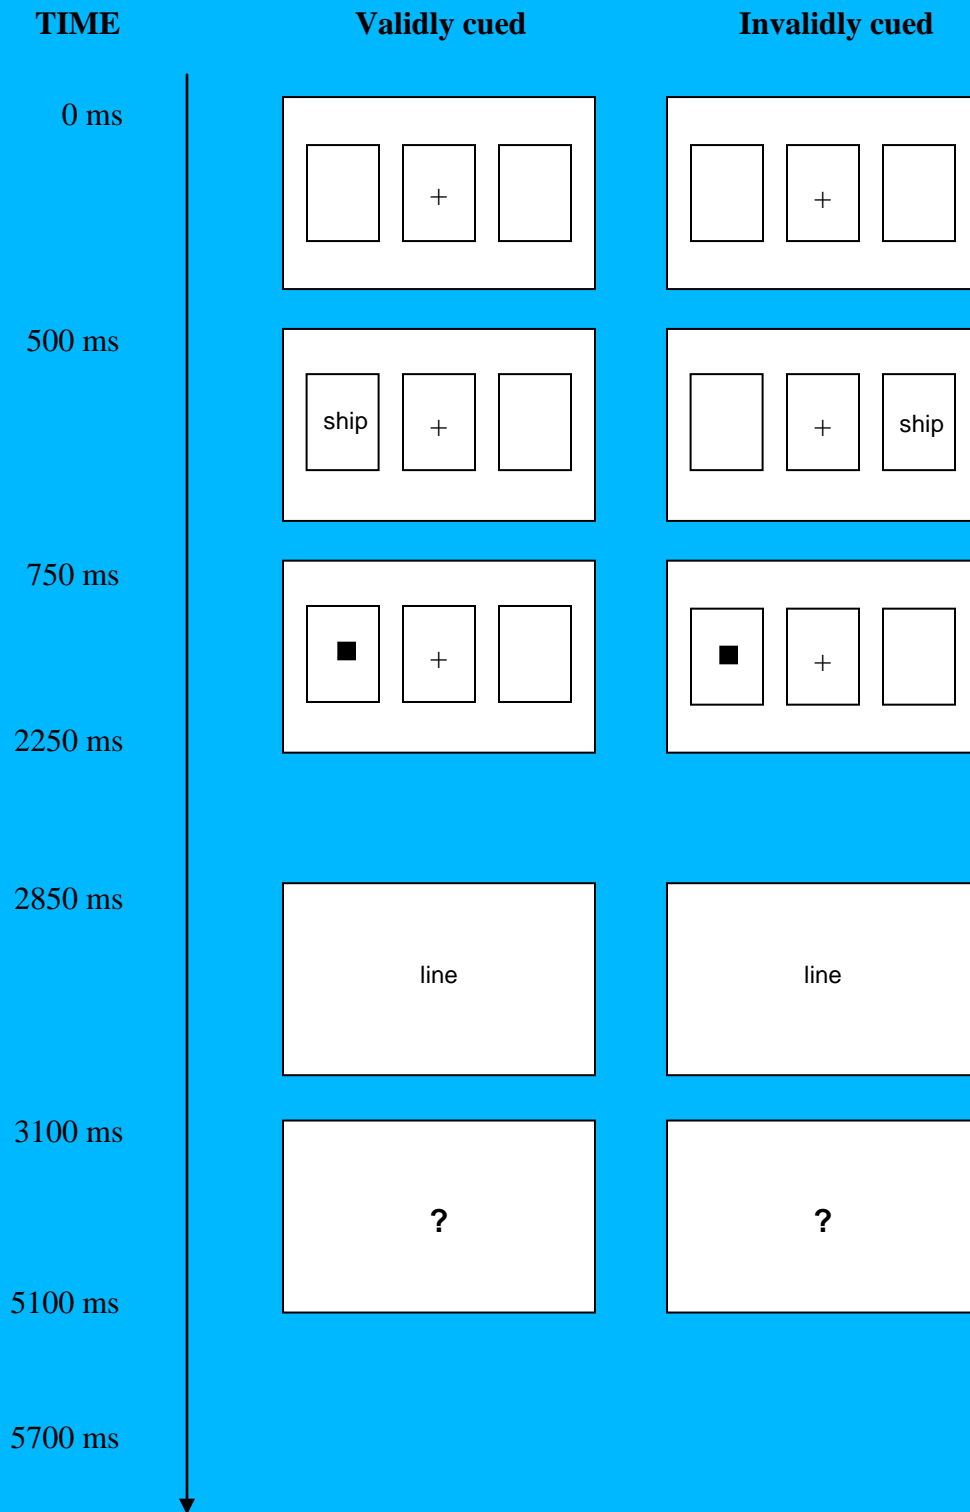 TIME Validly cued Invalidly cued
0 ms
+ +
500 ms
ship + + ship
750 ms
+ +
2250 ms
2850 ms
line line
3100 ms
? ?
5100 ms
5700 ms